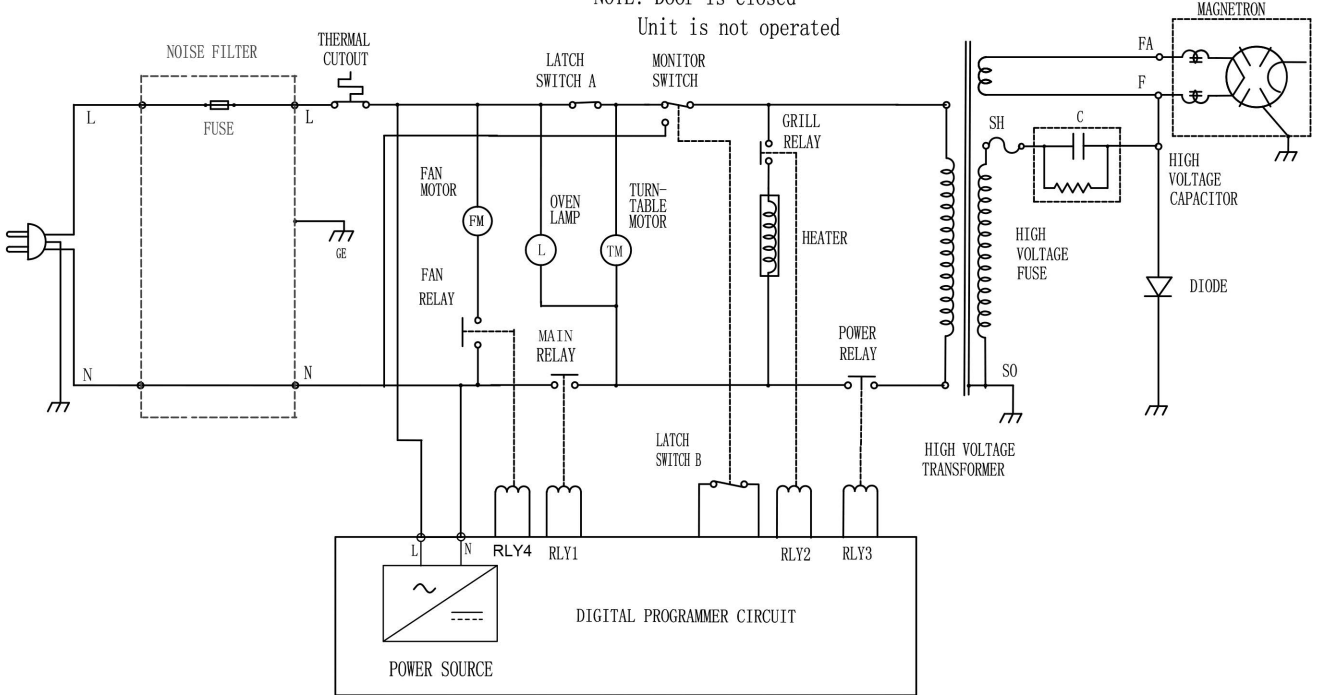 NOTE: Door is closed
Unit is not operated
MAGNETRON
NOISE FILTER
THERMAL
CUTOUT
LATCH
SWITCH A
MONITOR
SWITCH
FA
F
L
FUSE
L
GRILL
RELAY
SH
C
HIGH
VOLTAGE
CAPACITOR
FAN
MOTOR
FM
OVEN
LAMP
L
TURN-
TABLE
MOTOR
TM
HEATER
GE
HIGH
VOLTAGE
FUSE
FAN
RELAY
DIODE
MAIN
RELAY
POWER
RELAY
N
N
SO
LATCH
SWITCH B
HIGH VOLTAGE
TRANSFORMER
L
N
RLY4
RLY1
RLY2
RLY3
DIGITAL PROGRAMMER CIRCUIT
POWER SOURCE